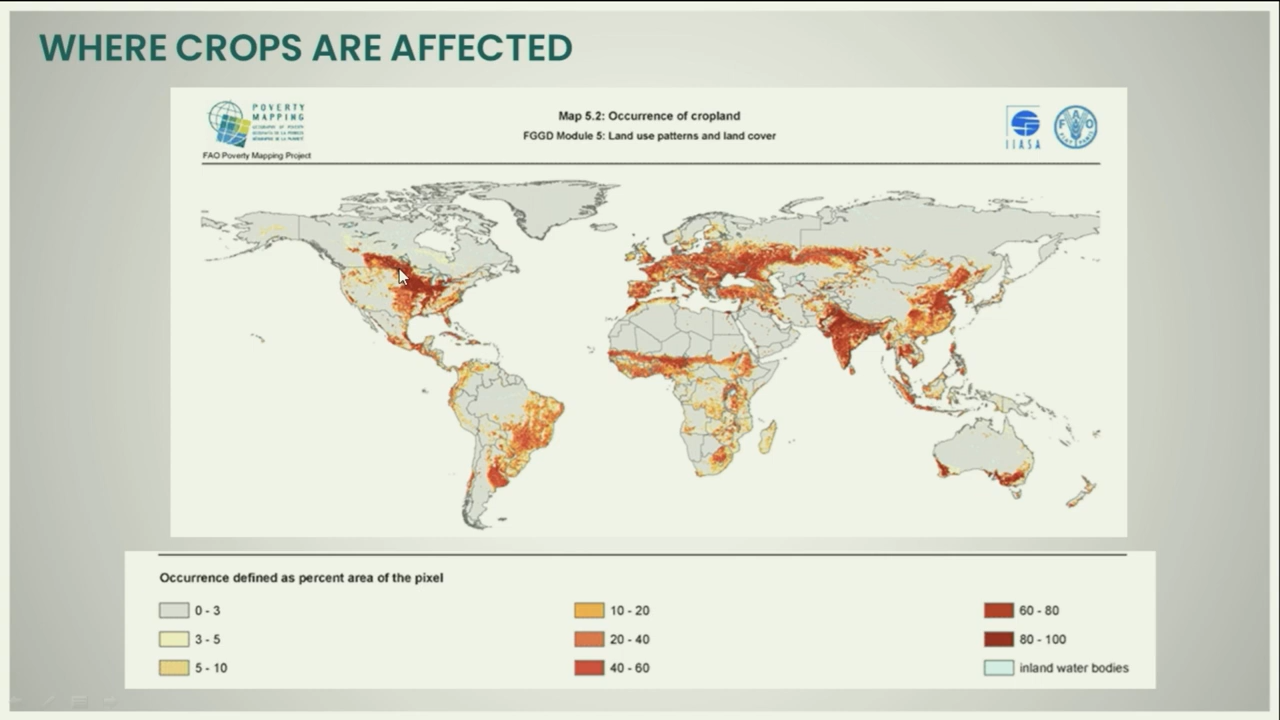 WHERE CROPS ARE AFFECTED
POVERTY
MAPPING
FAO Poverty Mapping Project
Map 5.2: Occurrence of cropland
FGGD Module 5: Land use patterns and land cover
IIASA
FAO
Occurrence defined as percent area of the pixel
0 - 3
3 - 5
5 - 10
10 - 20
20 - 40
40 - 60
60 - 80
80 - 100
inland water bodies